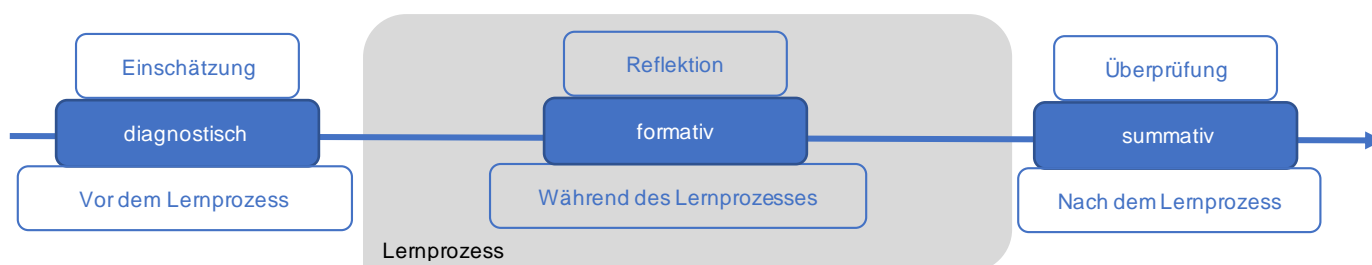 Einschätzung
diagnostisch
Vor dem Lernprozess
Reflektion
formativ
Während des Lernprozesses
Lernprozess
Überprüfung
summativ
Nach dem Lernprozess